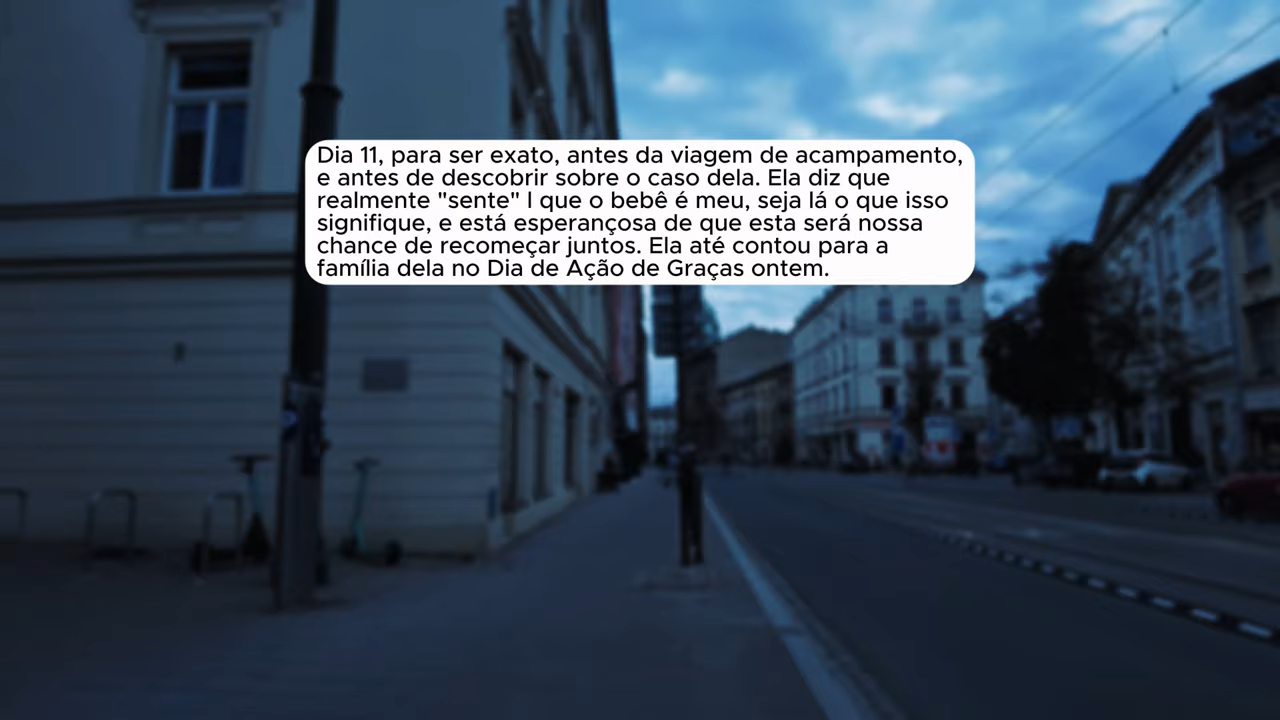 Dia 11, para ser exato, antes da viagem de acampamento,
e antes de descobrir sobre o caso dela. Ela diz que
realmente "sente" l que o bebê é meu, seja lá o que isso
signifique, e está esperançosa de que esta será nossa
chance de recomeçar juntos. Ela até contou para a
família dela no Dia de Ação de Graças ontem.